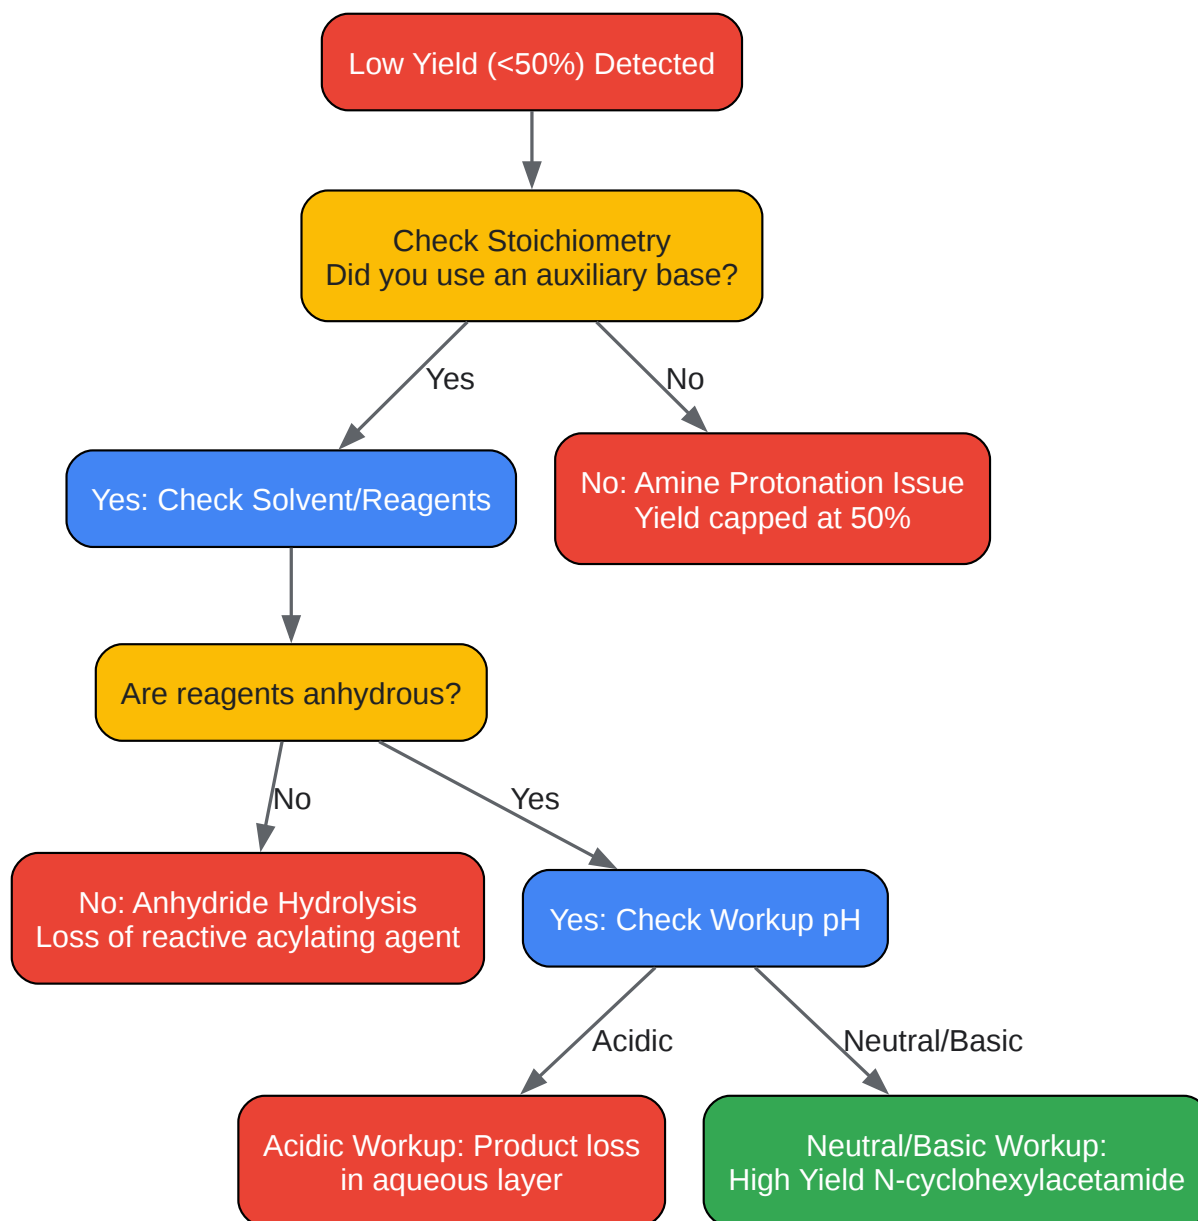 Low Yield (<50%) Detected
Check Stoichiometry
Did you use an auxiliary base?
Yes
No
No: Amine Protonation Issue
Yield capped at 50%
Yes: Check Solvent/Reagents
Are reagents anhydrous?
No
Yes
No: Anhydride Hydrolysis
Loss of reactive acylating agent
Yes: Check Workup pH
Acidic
Neutral/Basic
Acidic Workup: Product loss
in aqueous layer
Neutral/Basic Workup:
High Yield N-cyclohexylacetamide